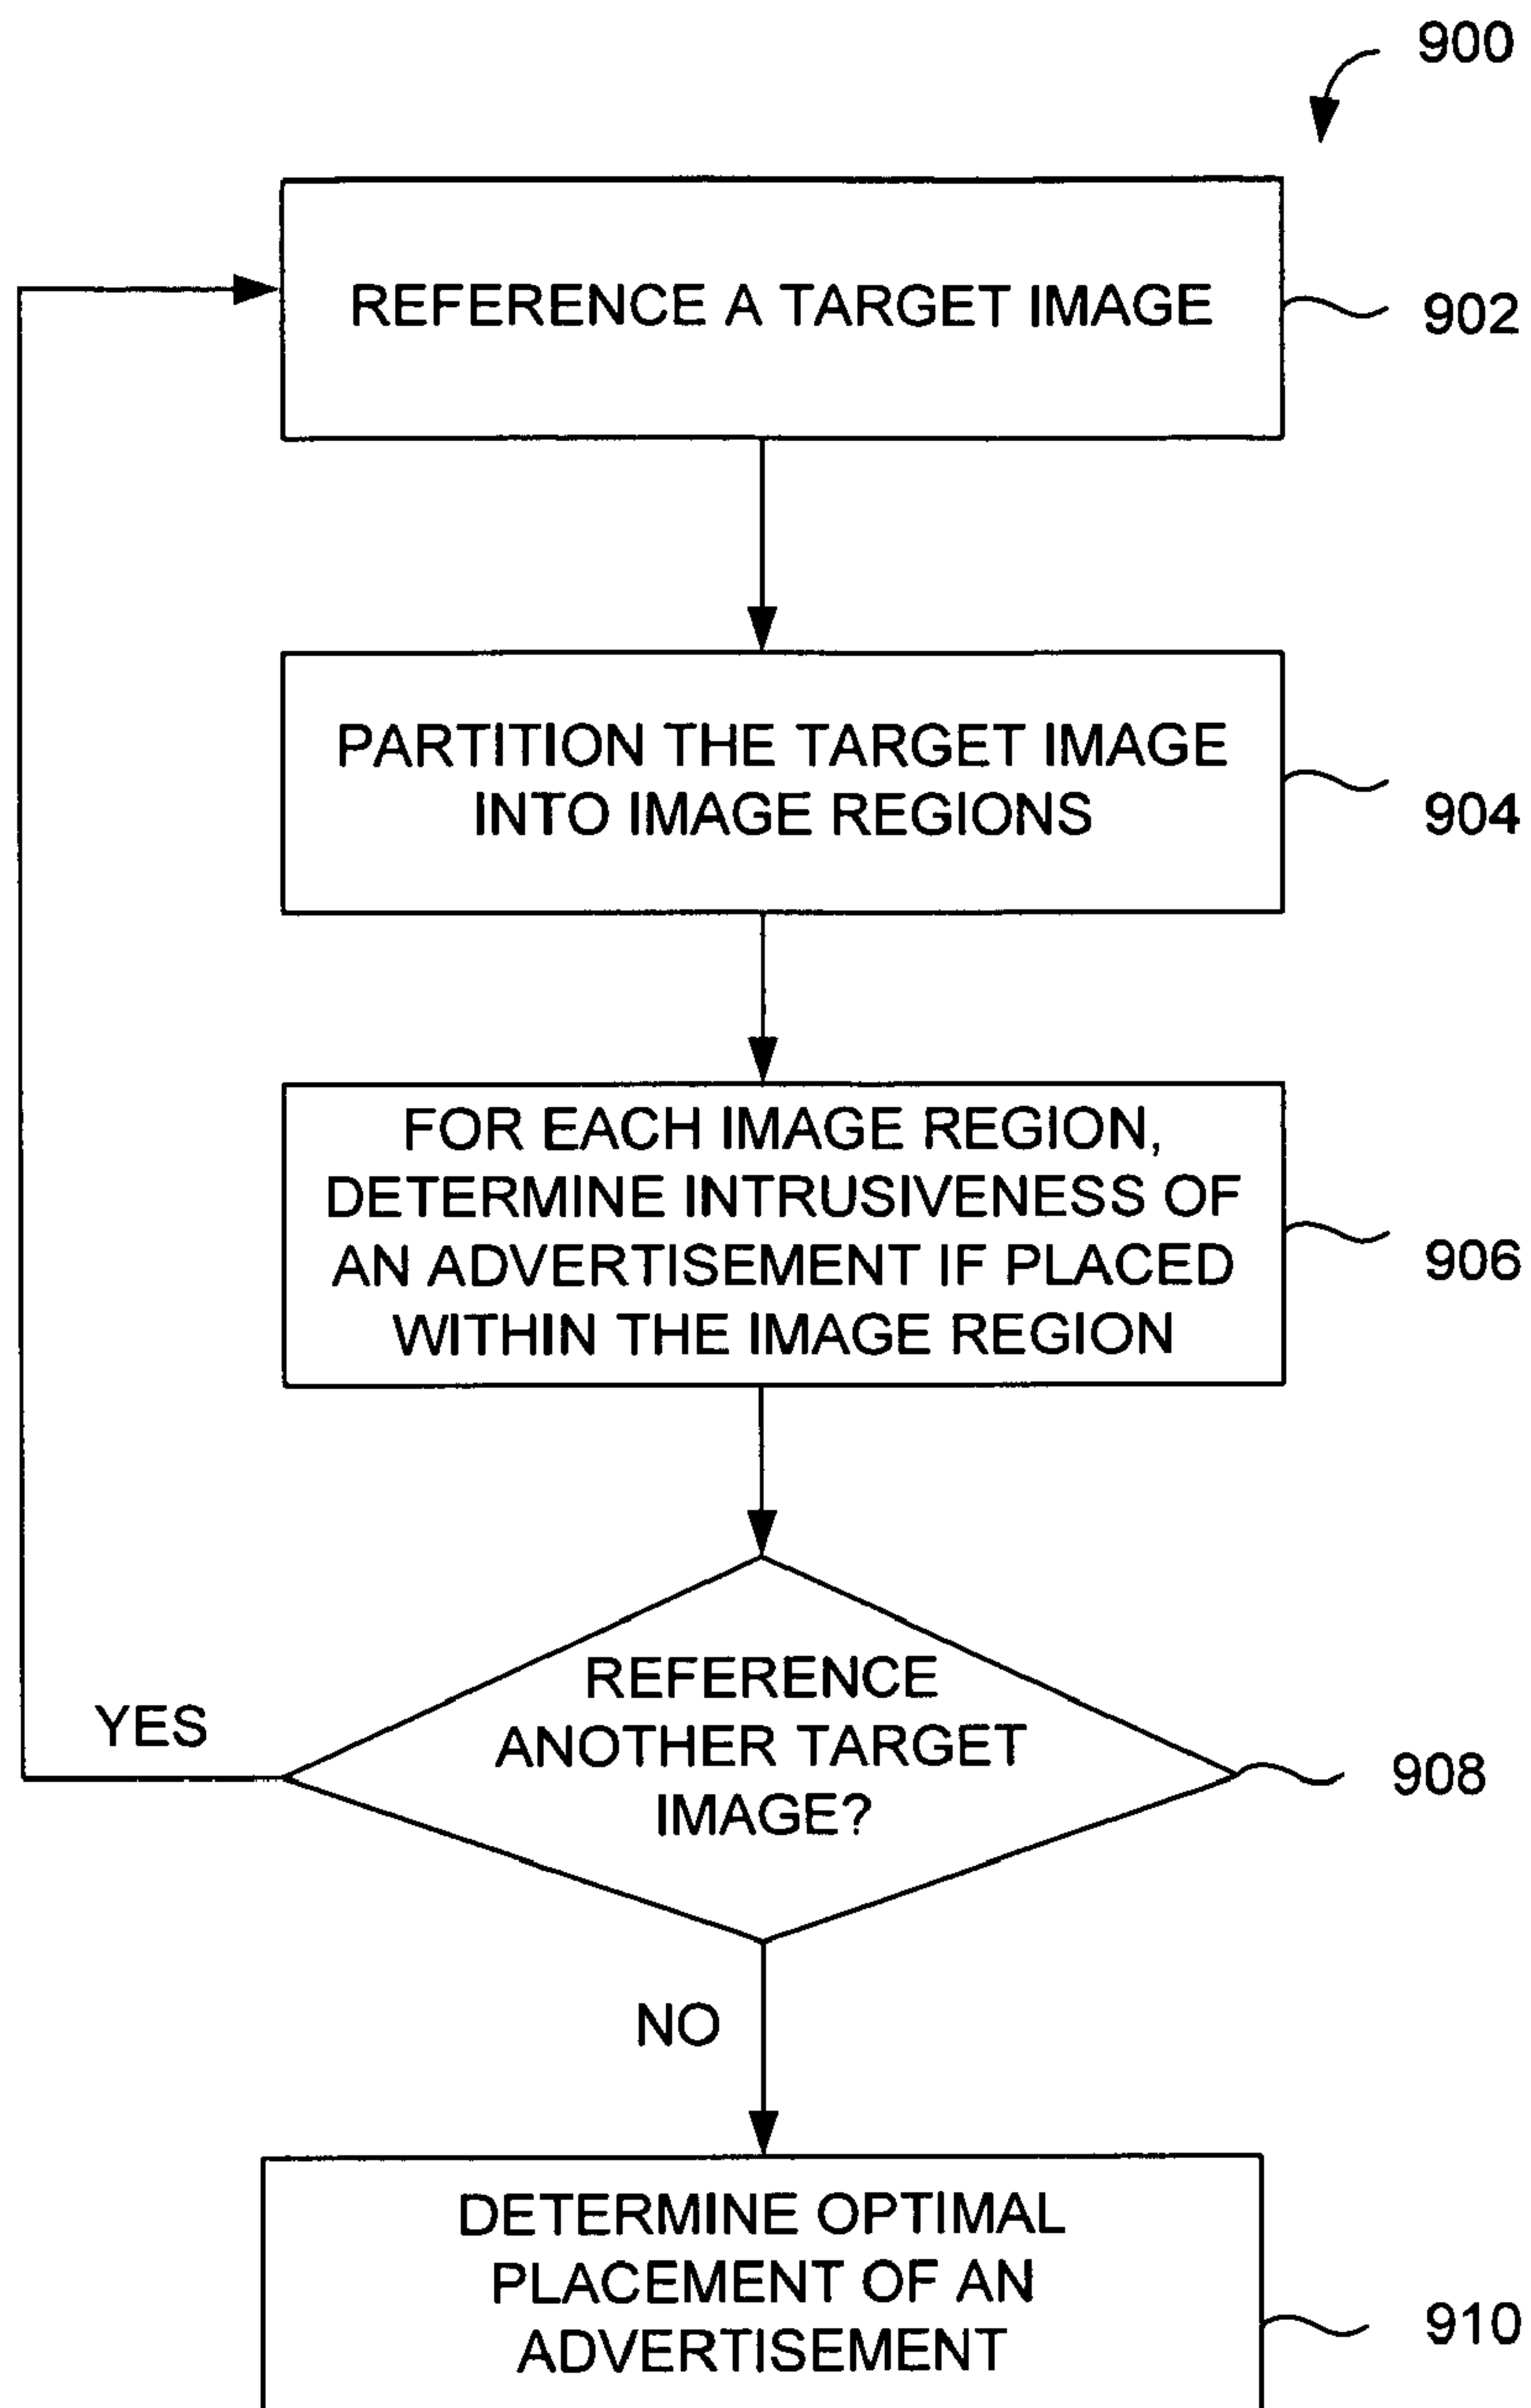 900
REFERENCE A TARGET IMAGE
902
PARTITION THE TARGET IMAGE
INTO IMAGE REGIONS
904
FOR EACH IMAGE REGION,
DETERMINE INTRUSIVENESS OF
AN ADVERTISEMENT IF PLACED
WITHIN THE IMAGE REGION
906
REFERENCE
ANOTHER TARGET
IMAGE?
YES
908
NO
DETERMINE OPTIMAL
PLACEMENT OF AN
ADVERTISEMENT
910